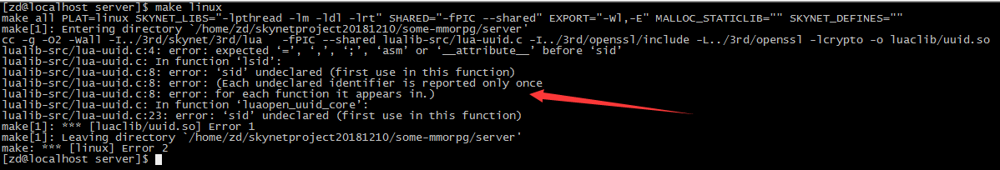 [zd@localhost server]$ make linux
make all PLAT=linux SKYNET_LIBS="-lpthread -lm -ldl -lrt" SHARED="-fPIC --shared" EXPORT="-Wl,-E" MALLOC_STATICLIB="" SKYNET_DEFINES=""
make[1]: Entering directory `/home/zd/skynetproject20181210/some-mmorpg/server'
cc -g -O2 -Wall -I../3rd/skynet/3rd/lua   -fPIC --shared lualib-src/lua-uuid.c -I../3rd/openssl/include -L../3rd/openssl -lcrypto -o luaclib/uuid.so
lualib-src/lua-uuid.c:4: error: expected ‘=’, ‘,’, ‘;’, ‘asm’ or ‘__attribute__’ before ‘sid’
lualib-src/lua-uuid.c: In function ‘lsid’:
lualib-src/lua-uuid.c:8: error: ‘sid’ undeclared (first use in this function)
lualib-src/lua-uuid.c:8: error: (Each undeclared identifier is reported only once
lualib-src/lua-uuid.c:8: error: for each function it appears in.)
lualib-src/lua-uuid.c: In function ‘luaopen_uuid_core’:
lualib-src/lua-uuid.c:23: error: ‘sid’ undeclared (first use in this function)
make[1]: *** [luaclib/uuid.so] Error 1
make[1]: Leaving directory `/home/zd/skynetproject20181210/some-mmorpg/server'
make: *** [linux] Error 2
[zd@localhost server]$